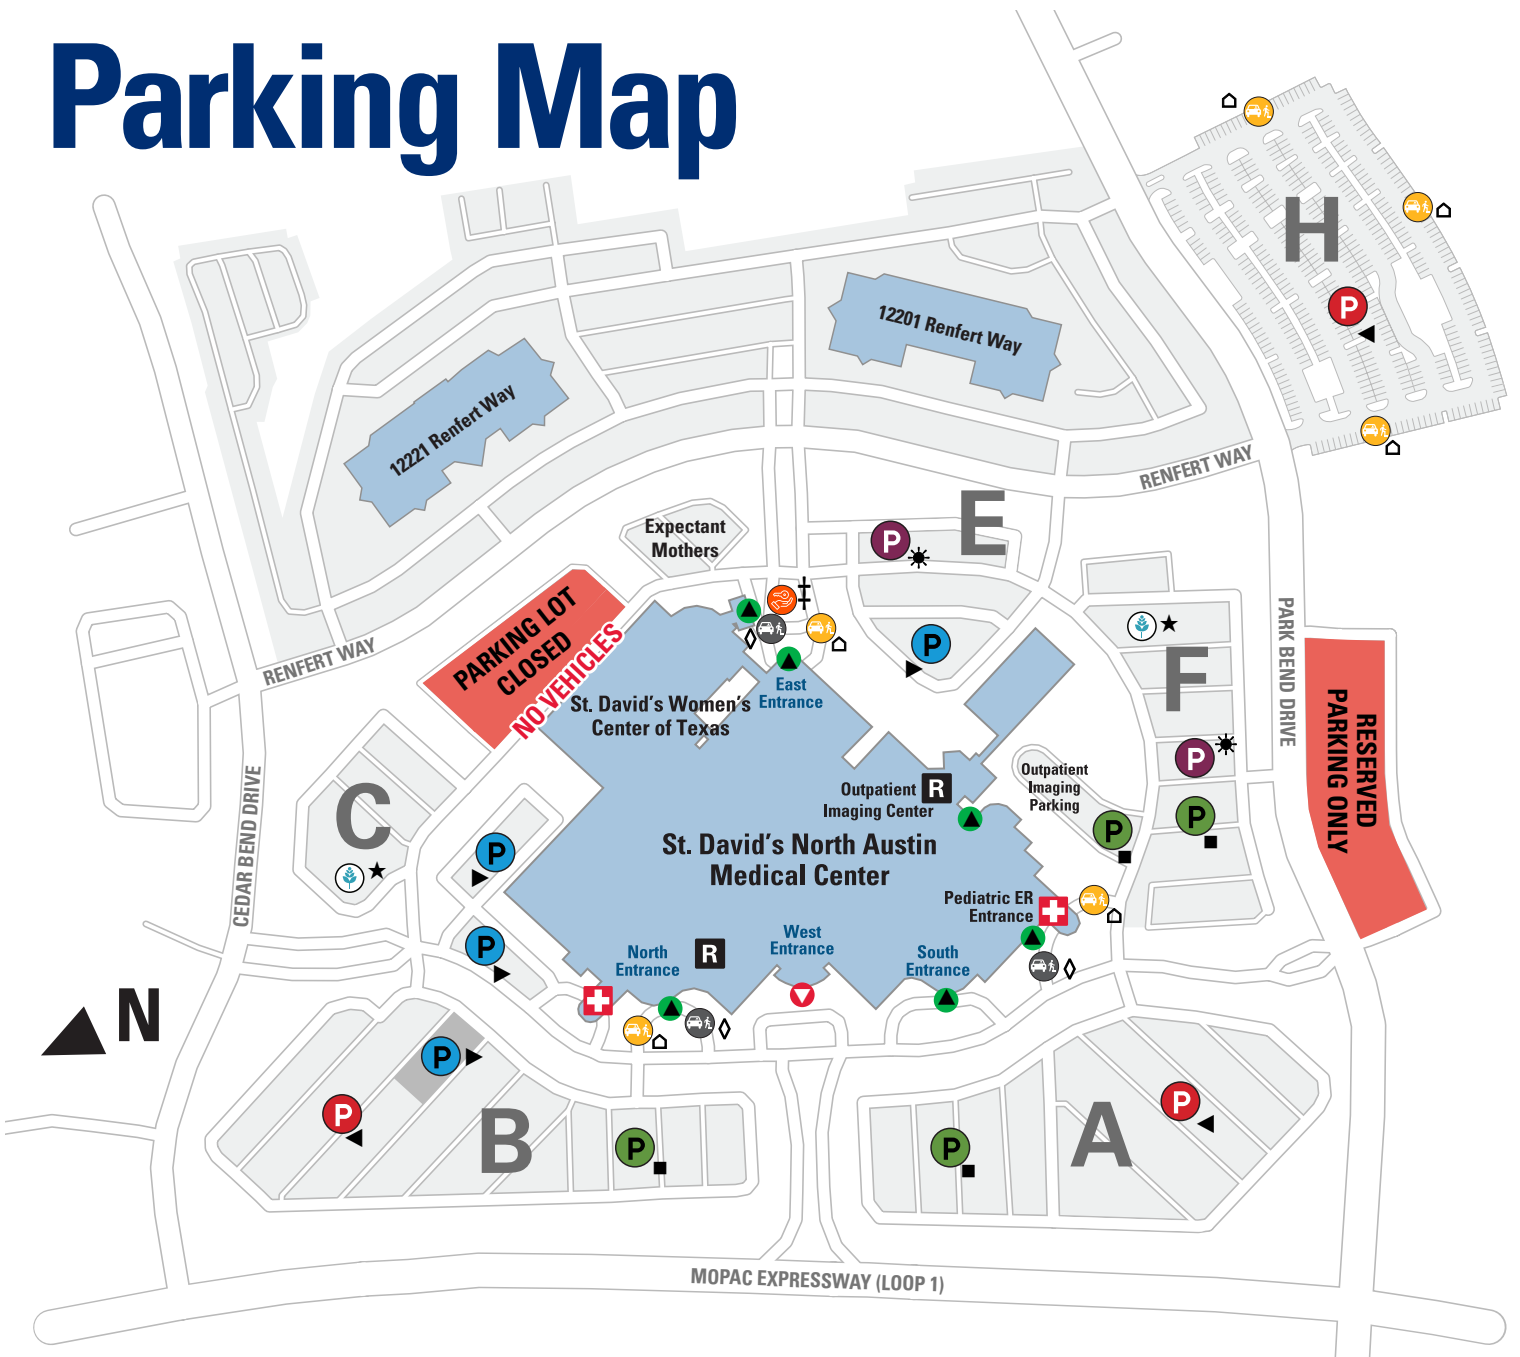 Parking Map
H
P
12201 Renfert Way
12221 Renfert Way
RENFERT WAY
E
P
Expectant
Mothers
PARKING LOT
CLOSED
NO VEHICLES
RENFERT WAY
P
F
PARK BEND DRIVE
RESERVED
PARKING ONLY
East
Entrance
St. David's Women's
Center of Texas
P
P
Outpatient
Imaging
Parking
P
Outpatient
Imaging Center
R
C
CEDAR BEND DRIVE
P
St. David's North Austin
Medical Center
Pediatric ER
Entrance
P
North
Entrance
R
West
Entrance
South
Entrance
N
P
P
B
P
P
A
P
MOPAC EXPRESSWAY (LOOP 1)